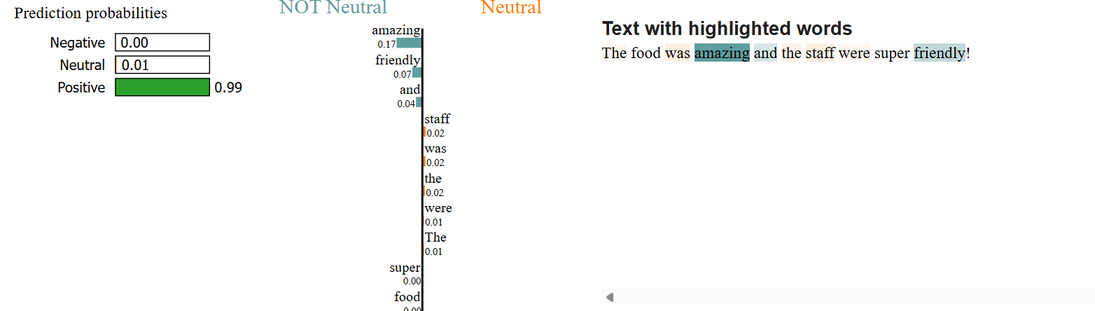 Prediction probabilities
Negative 0.00
Neutral 0.01
Positive 0.99
NOT Neutral Neutral
amazing
0.17
friendly
0.07
and
0.04
staff
0.02
was
0.02
the
0.02
were
0.01
The
0.01
super
0.00
food
0.00
Text with highlighted words
The food was amazing and the staff were super friendly!